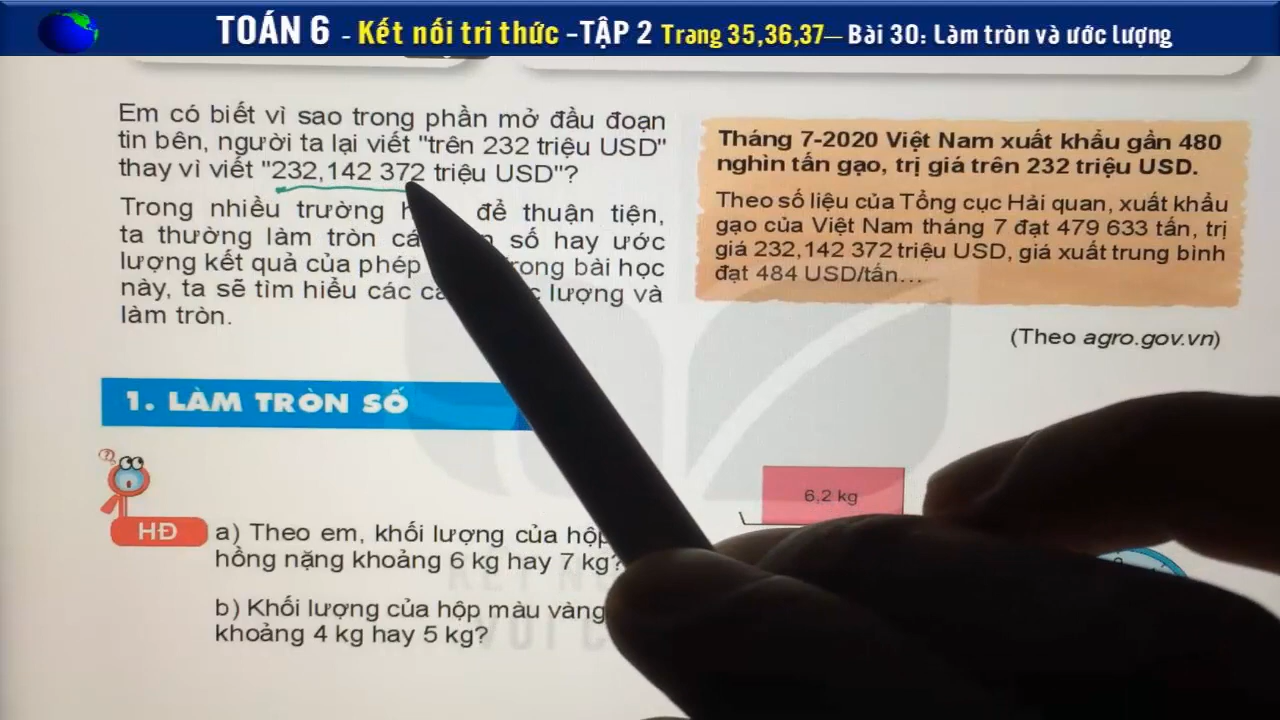 TOÁN 6 - Kết nối tri thức –TẬP 2 Trang 35,36,37– Bài 30: Làm tròn và ước lượng
Em có biết vì sao trong phần mở đầu đoạn
tin bên, người ta lại viết "trên 232 triệu USD"
thay vì viết "232,142 372 triệu USD"?
Trong nhiều trường để thuận tiện,
ta thường làm tròn số hay ước
lượng kết quả của phép trong bài học
này, ta sẽ tìm hiểu các lượng và
làm tròn.
Tháng 7-2020 Việt Nam xuất khẩu gần 480
nghìn tấn gạo, trị giá trên 232 triệu USD.
Theo số liệu của Tổng cục Hải quan, xuất khẩu
gạo của Việt Nam tháng 7 đạt 479 633 tấn, trị
giá 232,142 372 triệu USD, giá xuất trung bình
đạt 484 USD/tấn...
(Theo agro.gov.vn)
1. LÀM TRÒN SỐ
HĐ
a) Theo em, khối lượng của hộp
hồng nặng khoảng 6 kg hay 7 kg?
b) Khối lượng của hộp màu vàng
khoảng 4 kg hay 5 kg?
6,2 kg